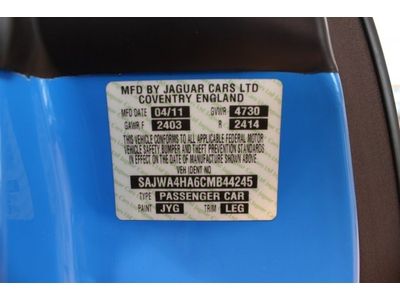 MFD BY JAGUAR CARS LTD
COVENTRY ENGLAND
MFD DATE 04/11 GVWR 4730
GAWR F 2403 R 2414
THIS VEHICLE CONFORMS TO ALL APPLICABLE FEDERAL MOTOR
VEHICLE SAFETY BUMPER AND THEFT PREVENTION STANDARDS
IN EFFECT ON THE DATE OF MANUFACTURE SHOWN ABOVE.
VEH IDENT NO
SAJWA4HA6CMB44245
TYPE PASSENGER CAR
PAINT JYG TRIM LEG